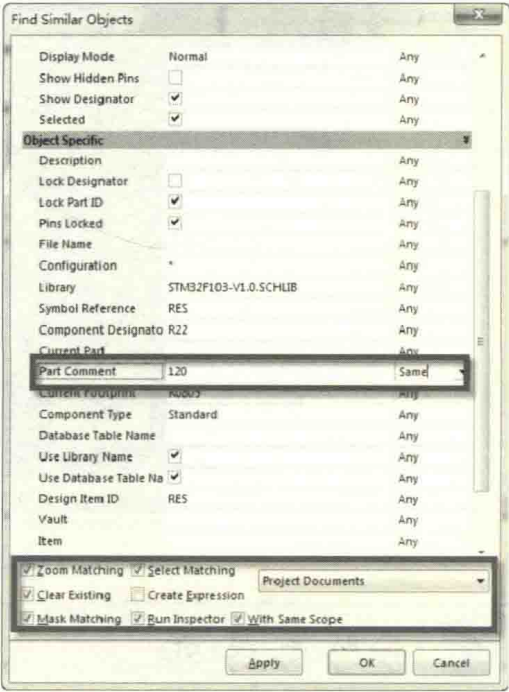 Find Similar Objects
Display Mode Normal Any
Show Hidden Pins Any
Show Designator Any
Selected Any
Object Specific
Description Any
Lock Designator Any
Lock Part ID Any
Pins Locked Any
File Name Any
Configuration * Any
Library STM32F103-V1.0.SCHLIB Any
Symbol Reference RES Any
Component Designato R22 Any
Current Part Any
Part Comment 120 Same
Current Footprint R0805 Any
Component Type Standard Any
Database Table Name Any
Use Library Name Any
Use Database Table Na Any
Design Item ID RES Any
Vault Any
Item Any
Zoom Matching Select Matching Project Documents
Clear Existing Create Expression
Mask Matching Run Inspector With Same Scope
Apply OK Cancel